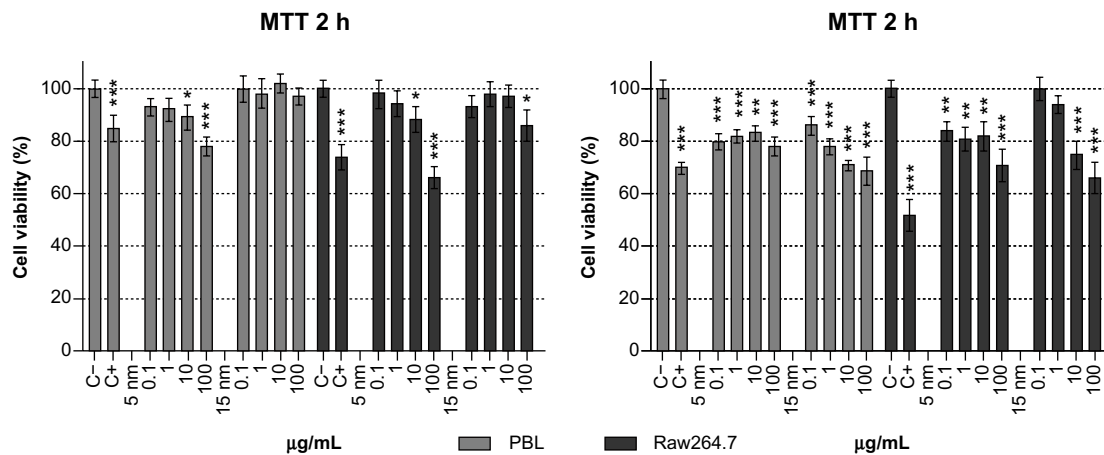 MTT 2 h
Cell viability (%)
100
80
60
40
20
0
*** * *** *** * *** *
C– C+ 5 nm 0.1 1 10 100 15 nm 0.1 1 10 100 C– C+ 5 nm 0.1 1 10 100 15 nm 0.1 1 10 100
µg/mL
MTT 2 h
Cell viability (%)
100
80
60
40
20
0
*** *** *** ** *** *** *** *** *** *** ** ** ** *** *** ***
C– C+ 5 nm 0.1 1 10 100 15 nm 0.1 1 10 100 C– C+ 5 nm 0.1 1 10 100 15 nm 0.1 1 10 100
µg/mL
PBL
Raw264.7